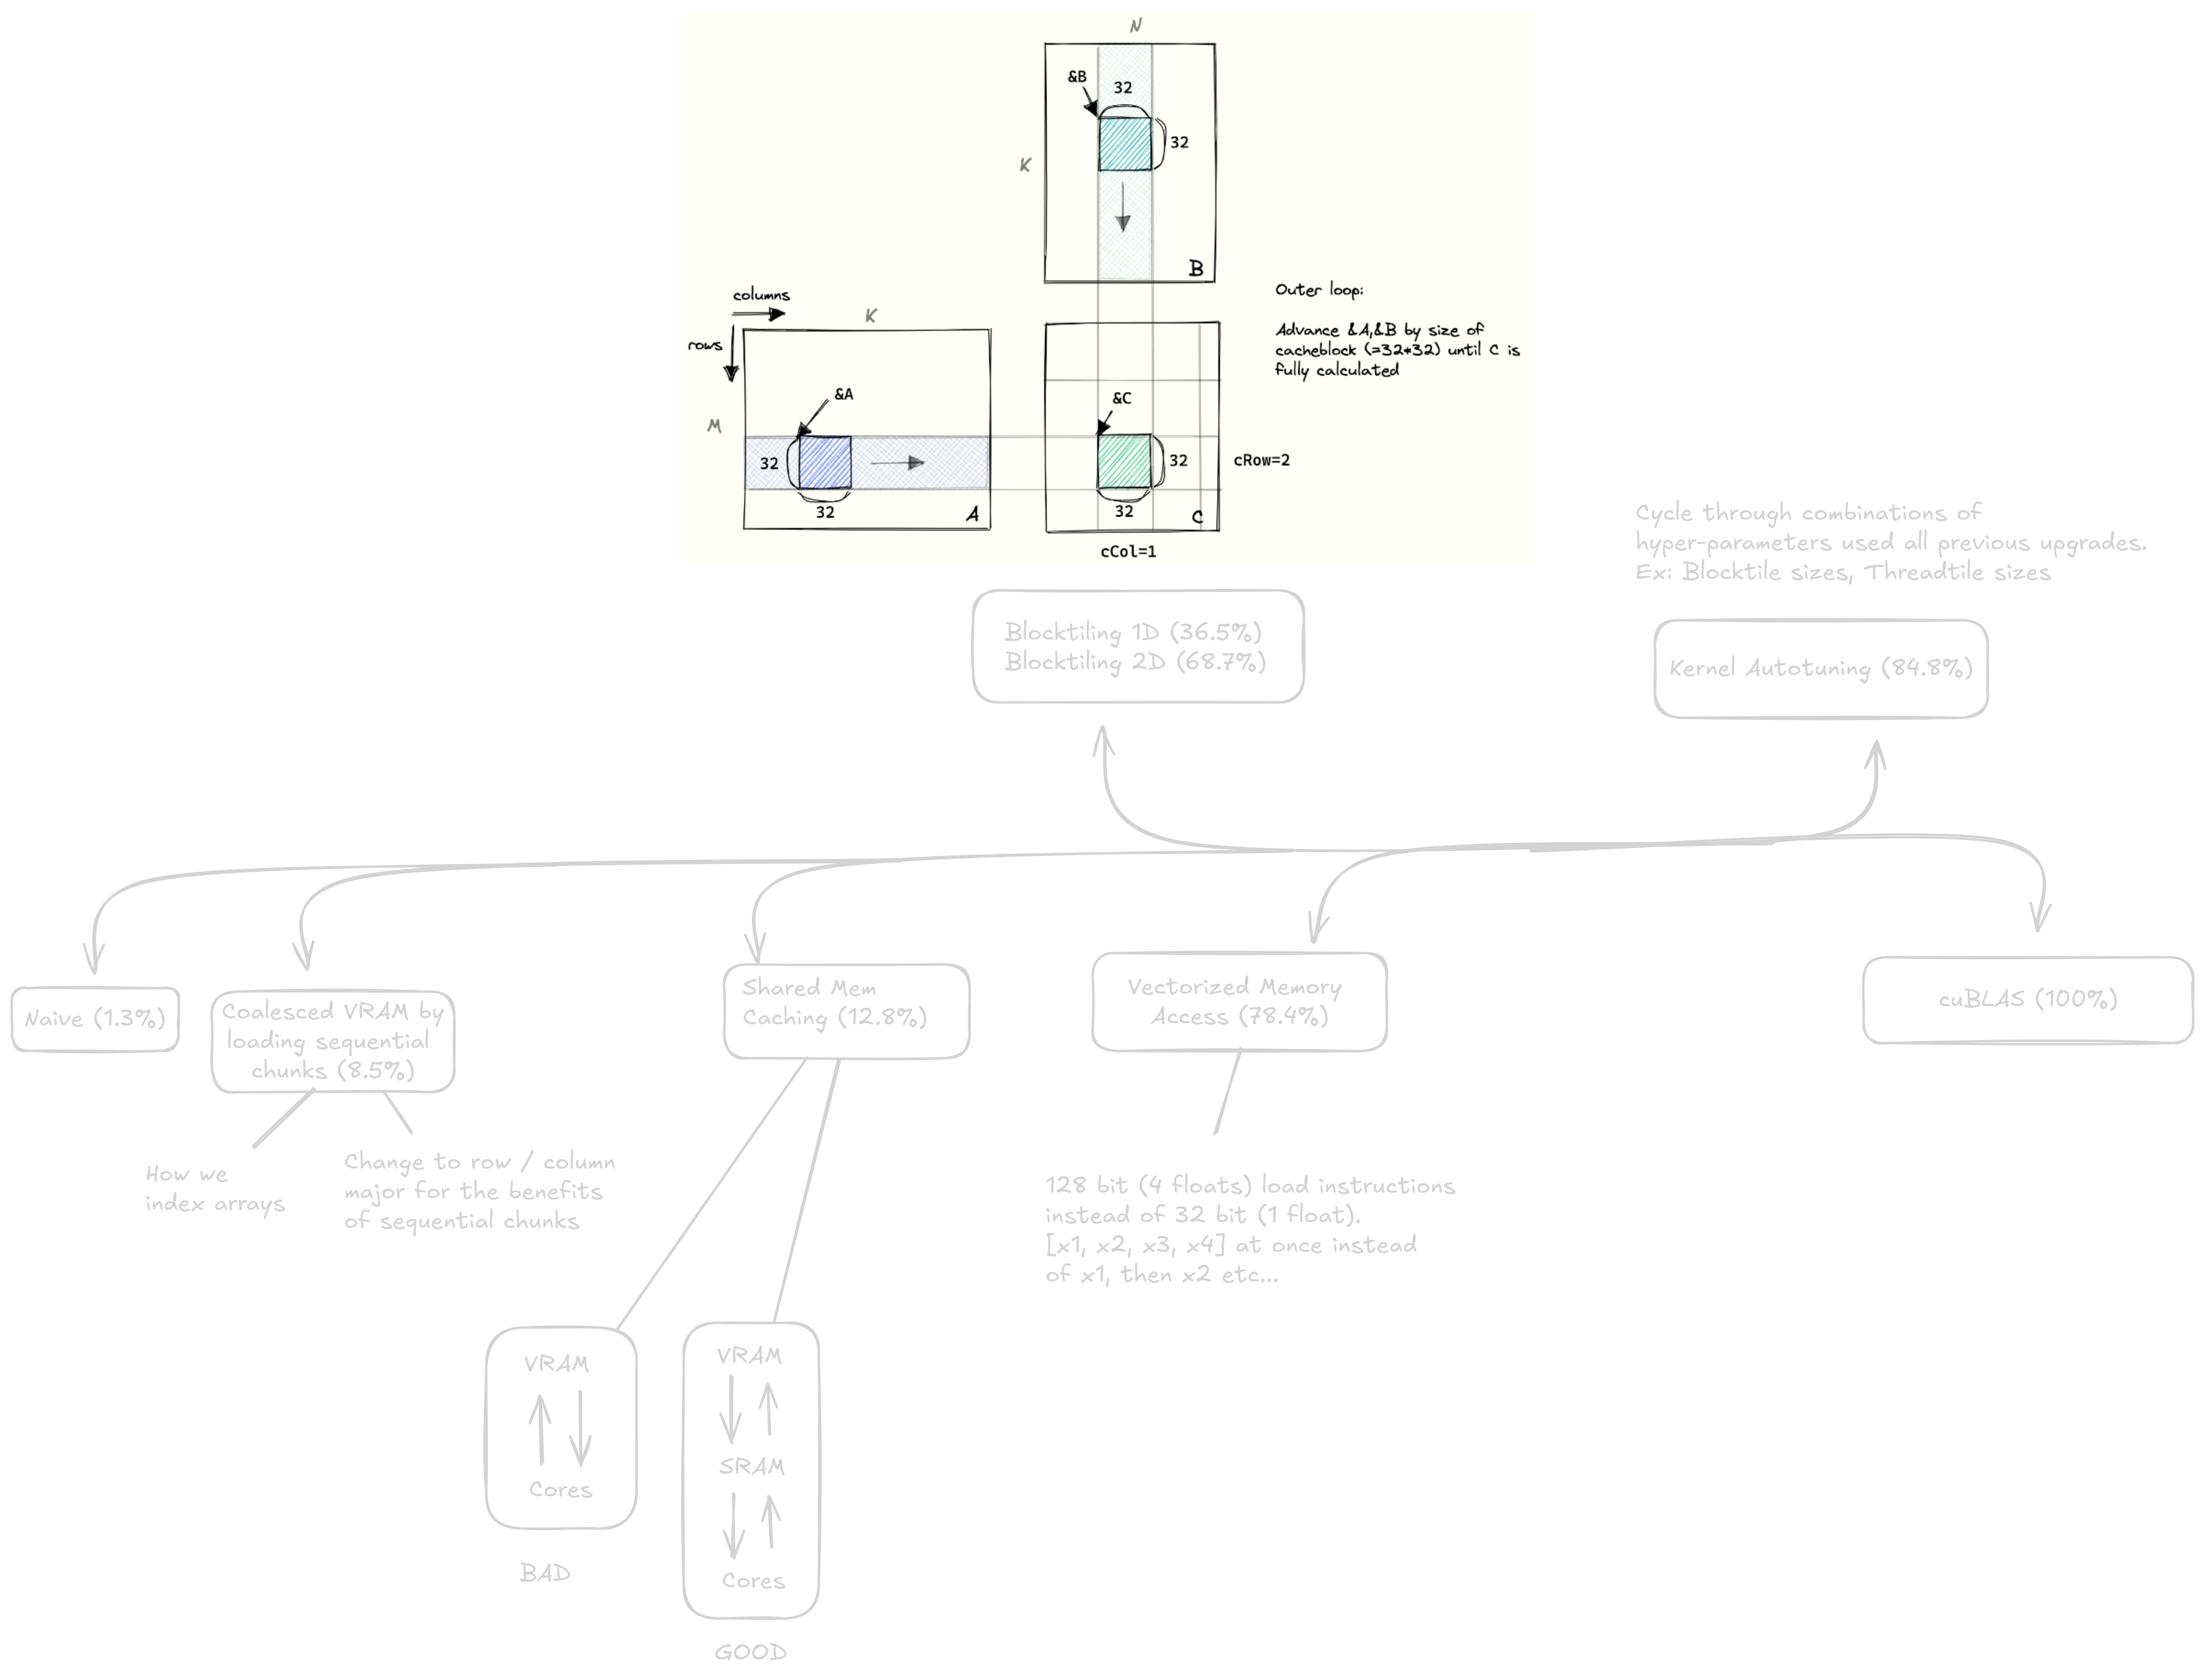 N
&B
32
32
K
B
columns
K
rows
Outer loop:
Advance &A,&B by size of
cacheblock (=32*32) until C is
fully calculated
&A
&C
M
32
32
cRow=2
32
A
32
C
cCol=1
Cycle through combinations of
hyper-parameters used all previous upgrades.
Ex: Blocktile sizes, Threadtile sizes
Blocktiling 1D (36.5%)
Blocktiling 2D (68.7%)
Kernel Autotuning (84.8%)
Naive (1.3%)
Coalesced VRAM by
loading sequential
chunks (8.5%)
Shared Mem
Caching (12.8%)
Vectorized Memory
Access (78.4%)
cuBLAS (100%)
How we
index arrays
Change to row / column
major for the benefits
of sequential chunks
128 bit (4 floats) load instructions
instead of 32 bit (1 float).
[x1, x2, x3, x4] at once instead
of x1, then x2 etc...
VRAM
Cores
BAD
VRAM
SRAM
Cores
GOOD